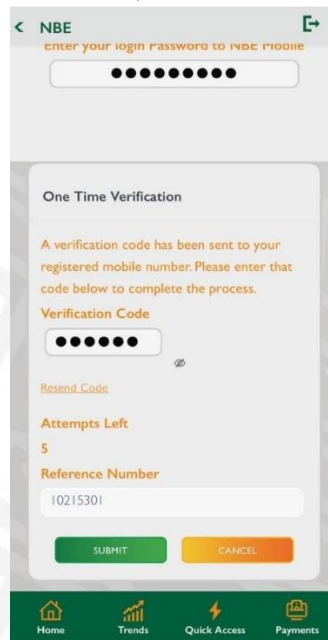 NBE
Enter your login Password to NBE Mobile
One Time Verification
A verification code has been sent to your
registered mobile number. Please enter that
code below to complete the process.
Verification Code
Resend Code
Attempts Left
5
Reference Number
10215301
SUBMIT
CANCEL
Home Trends Quick Access Payments